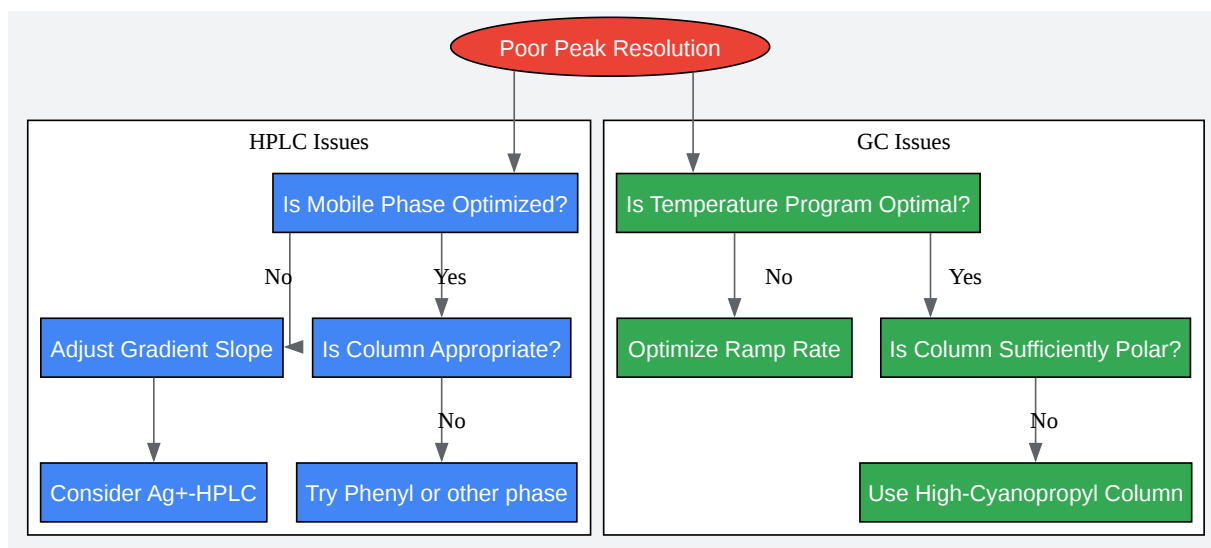 Poor Peak Resolution
HPLC Issues
Is Mobile Phase Optimized?
No
Yes
Adjust Gradient Slope
Is Column Appropriate?
No
Consider Ag+-HPLC
Try Phenyl or other phase
GC Issues
Is Temperature Program Optimal?
No
Yes
Optimize Ramp Rate
Is Column Sufficiently Polar?
No
Use High-Cyanopropyl Column